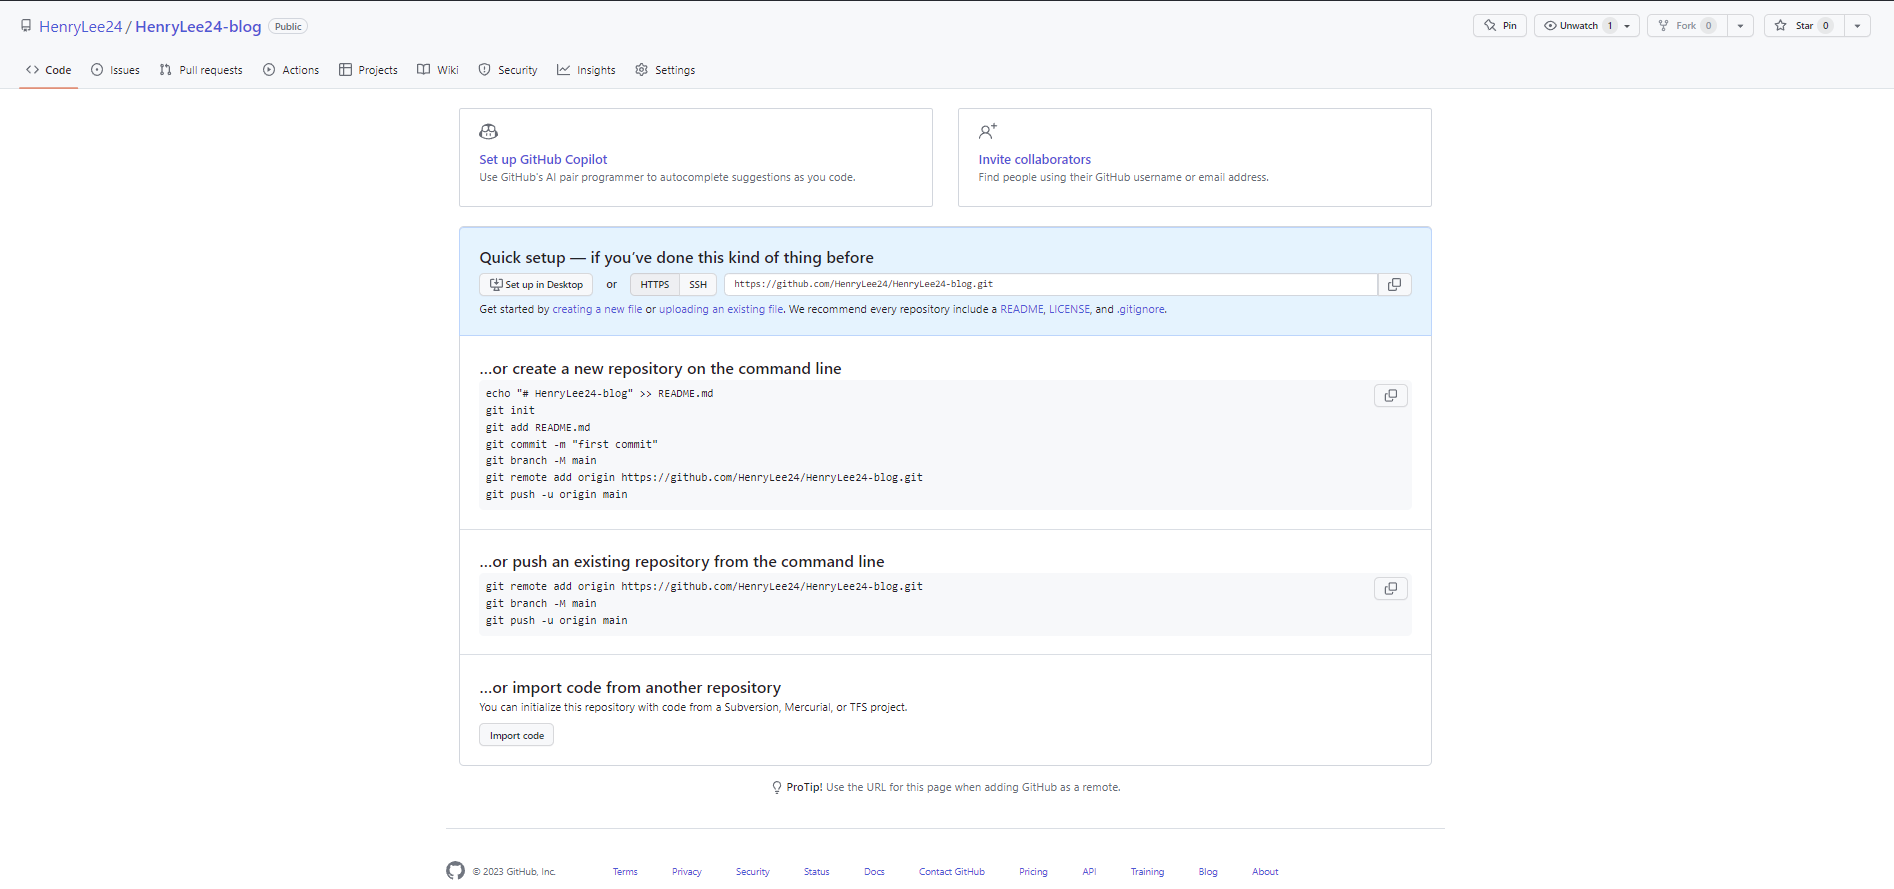 HenryLee24 / HenryLee24-blog Public
Pin Unwatch 1 Fork 0 Star 0
Code Issues Pull requests Actions Projects Wiki Security Insights Settings
Set up GitHub Copilot
Use GitHub's AI pair programmer to autocomplete suggestions as you code.
Invite collaborators
Find people using their GitHub username or email address.
Quick setup — if you've done this kind of thing before
Set up in Desktop or HTTPS SSH https://github.com/HenryLee24/HenryLee24-blog.git
Get started by creating a new file or uploading an existing file. We recommend every repository include a README, LICENSE, and .gitignore.
…or create a new repository on the command line
echo "# HenryLee24-blog" >> README.md
git init
git add README.md
git commit -m "first commit"
git branch -M main
git remote add origin https://github.com/HenryLee24/HenryLee24-blog.git
git push -u origin main
…or push an existing repository from the command line
git remote add origin https://github.com/HenryLee24/HenryLee24-blog.git
git branch -M main
git push -u origin main
…or import code from another repository
You can initialize this repository with code from a Subversion, Mercurial, or TFS project.
Import code
ProTip! Use the URL for this page when adding GitHub as a remote.
© 2023 GitHub, Inc. Terms Privacy Security Status Docs Contact GitHub Pricing API Training Blog About